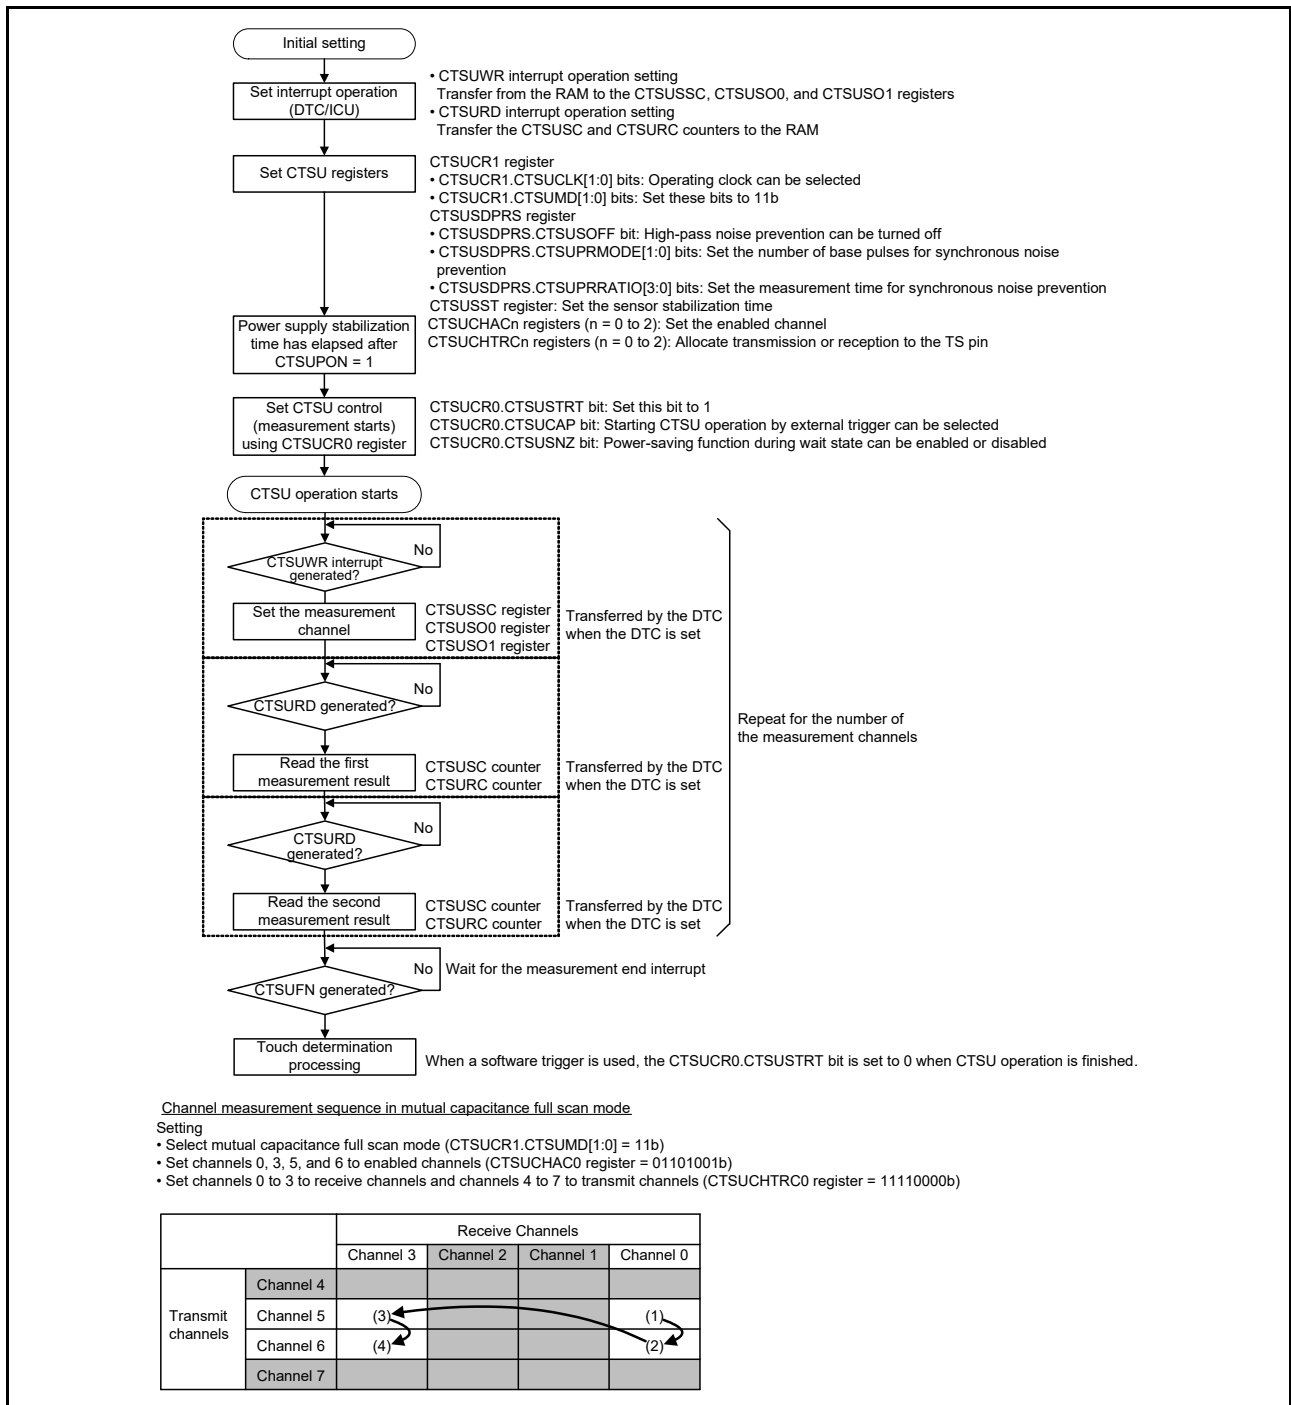 Initial setting
Set interrupt operation
(DTC/ICU)
• CTSUWR interrupt operation setting
Transfer from the RAM to the CTSUSSC, CTSUSO0, and CTSUSO1 registers
• CTSURD interrupt operation setting
Transfer the CTSUSC and CTSURC counters to the RAM
Set CTSU registers
CTSUCR1 register
• CTSUCR1.CTSUCLK[1:0] bits: Operating clock can be selected
• CTSUCR1.CTSUMD[1:0] bits: Set these bits to 11b
CTSUSDPRS register
• CTSUSDPRS.CTSUSOFF bit: High-pass noise prevention can be turned off
• CTSUSDPRS.CTSUPRMODE[1:0] bits: Set the number of base pulses for synchronous noise
prevention
• CTSUSDPRS.CTSUPRRATIO[3:0] bits: Set the measurement time for synchronous noise prevention
CTSUSST register: Set the sensor stabilization time
CTSUCHACn registers (n = 0 to 2): Set the enabled channel
CTSUCHTRCn registers (n = 0 to 2): Allocate transmission or reception to the TS pin
Power supply stabilization
time has elapsed after
CTSUPON = 1
Set CTSU control
(measurement starts)
using CTSUCR0 register
CTSUCR0.CTSUSTRT bit: Set this bit to 1
CTSUCR0.CTSUCAP bit: Starting CTSU operation by external trigger can be selected
CTSUCR0.CTSUSNZ bit: Power-saving function during wait state can be enabled or disabled
CTSU operation starts
No
CTSUWR interrupt
generated?
Set the measurement
channel
CTSUSSC register
CTSUSO0 register
CTSUSO1 register
Transferred by the DTC
when the DTC is set
No
CTSURD generated?
Repeat for the number of
the measurement channels
Read the first
measurement result
CTSUSC counter
CTSURC counter
Transferred by the DTC
when the DTC is set
No
CTSURD
generated?
Read the second
measurement result
CTSUSC counter
CTSURC counter
Transferred by the DTC
when the DTC is set
No
Wait for the measurement end interrupt
CTSUFN generated?
Touch determination
processing
When a software trigger is used, the CTSUCR0.CTSUSTRT bit is set to 0 when CTSU operation is finished.
Channel measurement sequence in mutual capacitance full scan mode
Setting
• Select mutual capacitance full scan mode (CTSUCR1.CTSUMD[1:0] = 11b)
• Set channels 0, 3, 5, and 6 to enabled channels (CTSUCHAC0 register = 01101001b)
• Set channels 0 to 3 to receive channels and channels 4 to 7 to transmit channels (CTSUCHTRC0 register = 11110000b)
Receive Channels
Channel 3 Channel 2 Channel 1 Channel 0
Transmit
channels
Channel 4
Channel 5 (3) (1)
Channel 6 (4) (2)
Channel 7